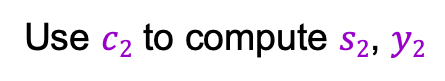 Use c₂ to compute s₂, y₂